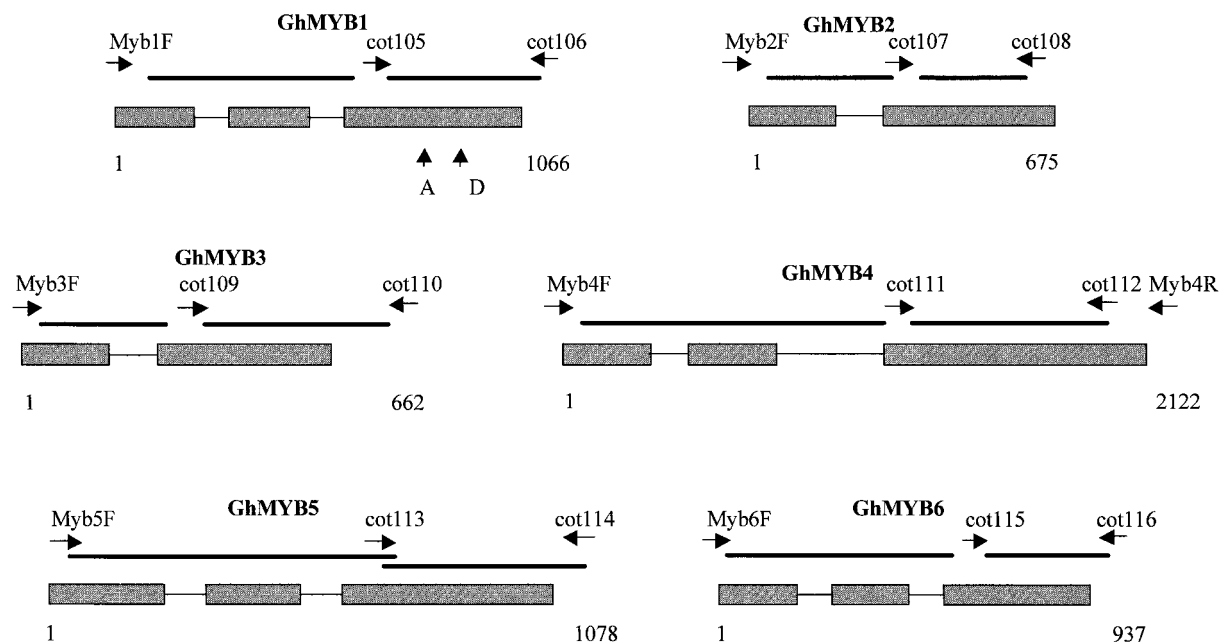 GhMYB1
Myb1F cot105 cot106
1 1066
A D
GhMYB2
Myb2F cot107 cot108
1 675
GhMYB3
Myb3F cot109 cot110
1 662
GhMYB4
Myb4F cot111 cot112 Myb4R
1 2122
GhMYB5
Myb5F cot113 cot114
1 1078
GhMYB6
Myb6F cot115 cot116
1 937